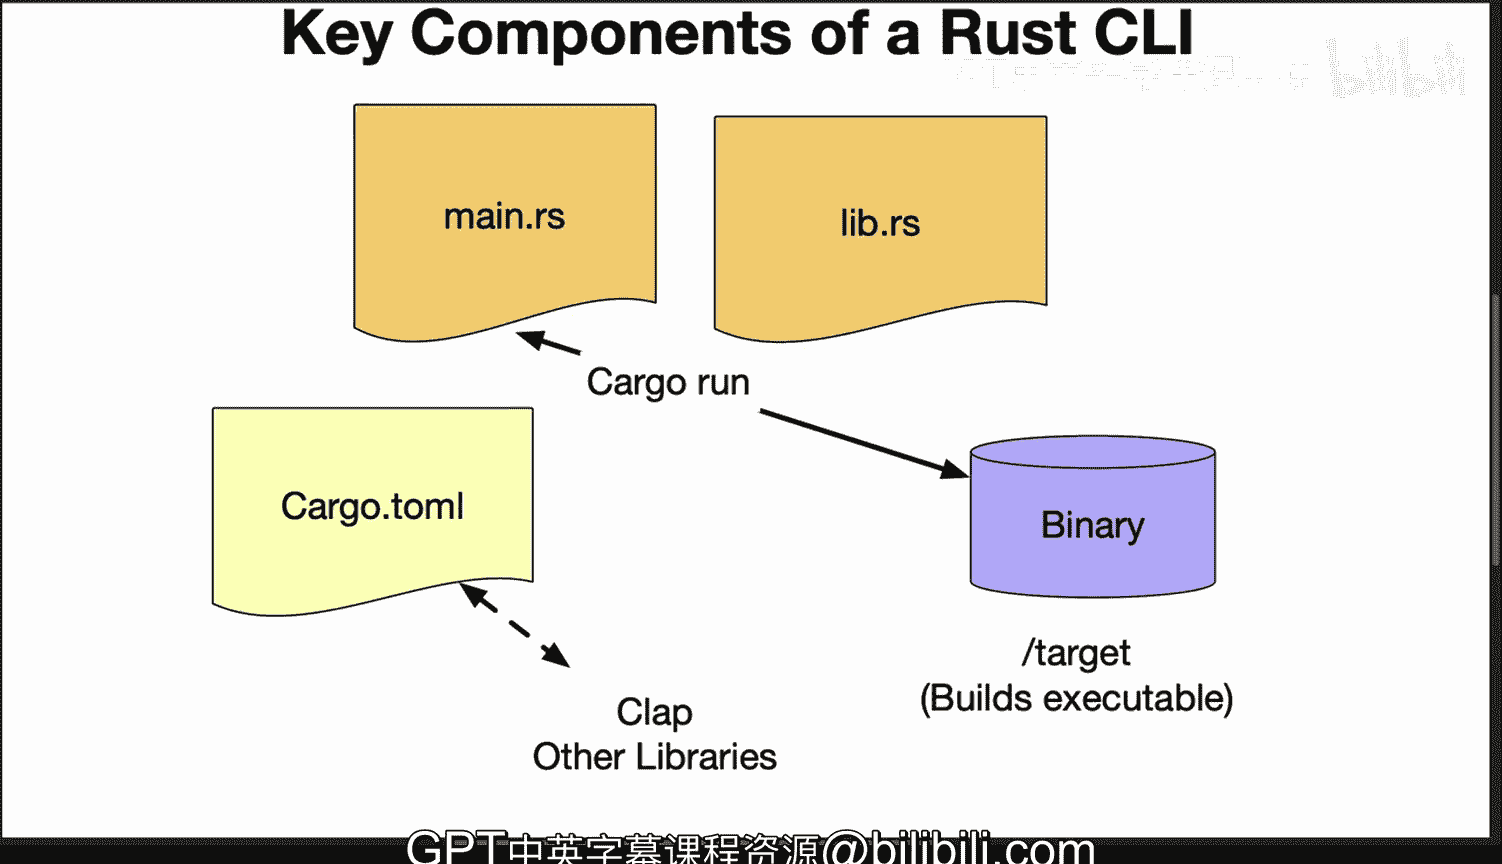 Key Components of a Rust CLI
bilibili
main.rs
lib.rs
Cargo run
Cargo.toml
Binary
/target
(Builds executable)
Clap
Other Libraries
GPT中英字幕课程资源@bilibili.com